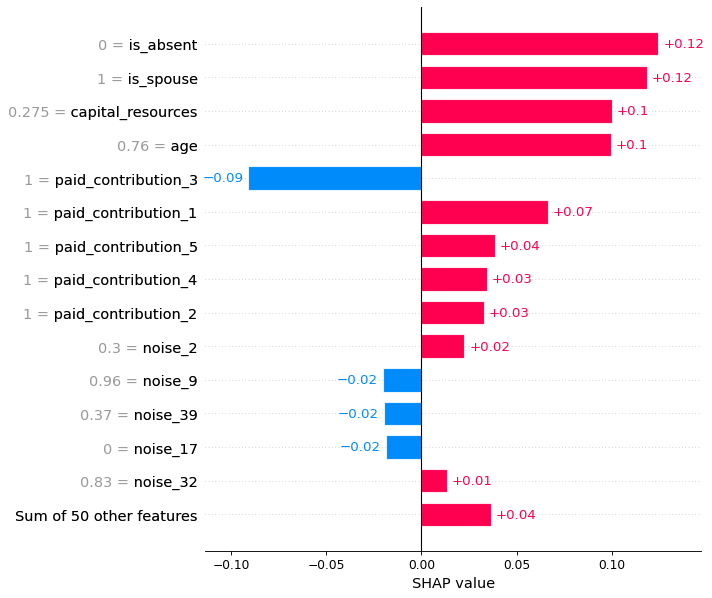 0 = is_absent +0.12
1 = is_spouse +0.12
0.275 = capital_resources +0.1
0.76 = age +0.1
1 = paid_contribution_3 −0.09
1 = paid_contribution_1 +0.07
1 = paid_contribution_5 +0.04
1 = paid_contribution_4 +0.03
1 = paid_contribution_2 +0.03
0.3 = noise_2 +0.02
0.96 = noise_9 −0.02
0.37 = noise_39 −0.02
0 = noise_17 −0.02
0.83 = noise_32 +0.01
Sum of 50 other features +0.04
−0.10 −0.05 0.00 0.05 0.10
SHAP value